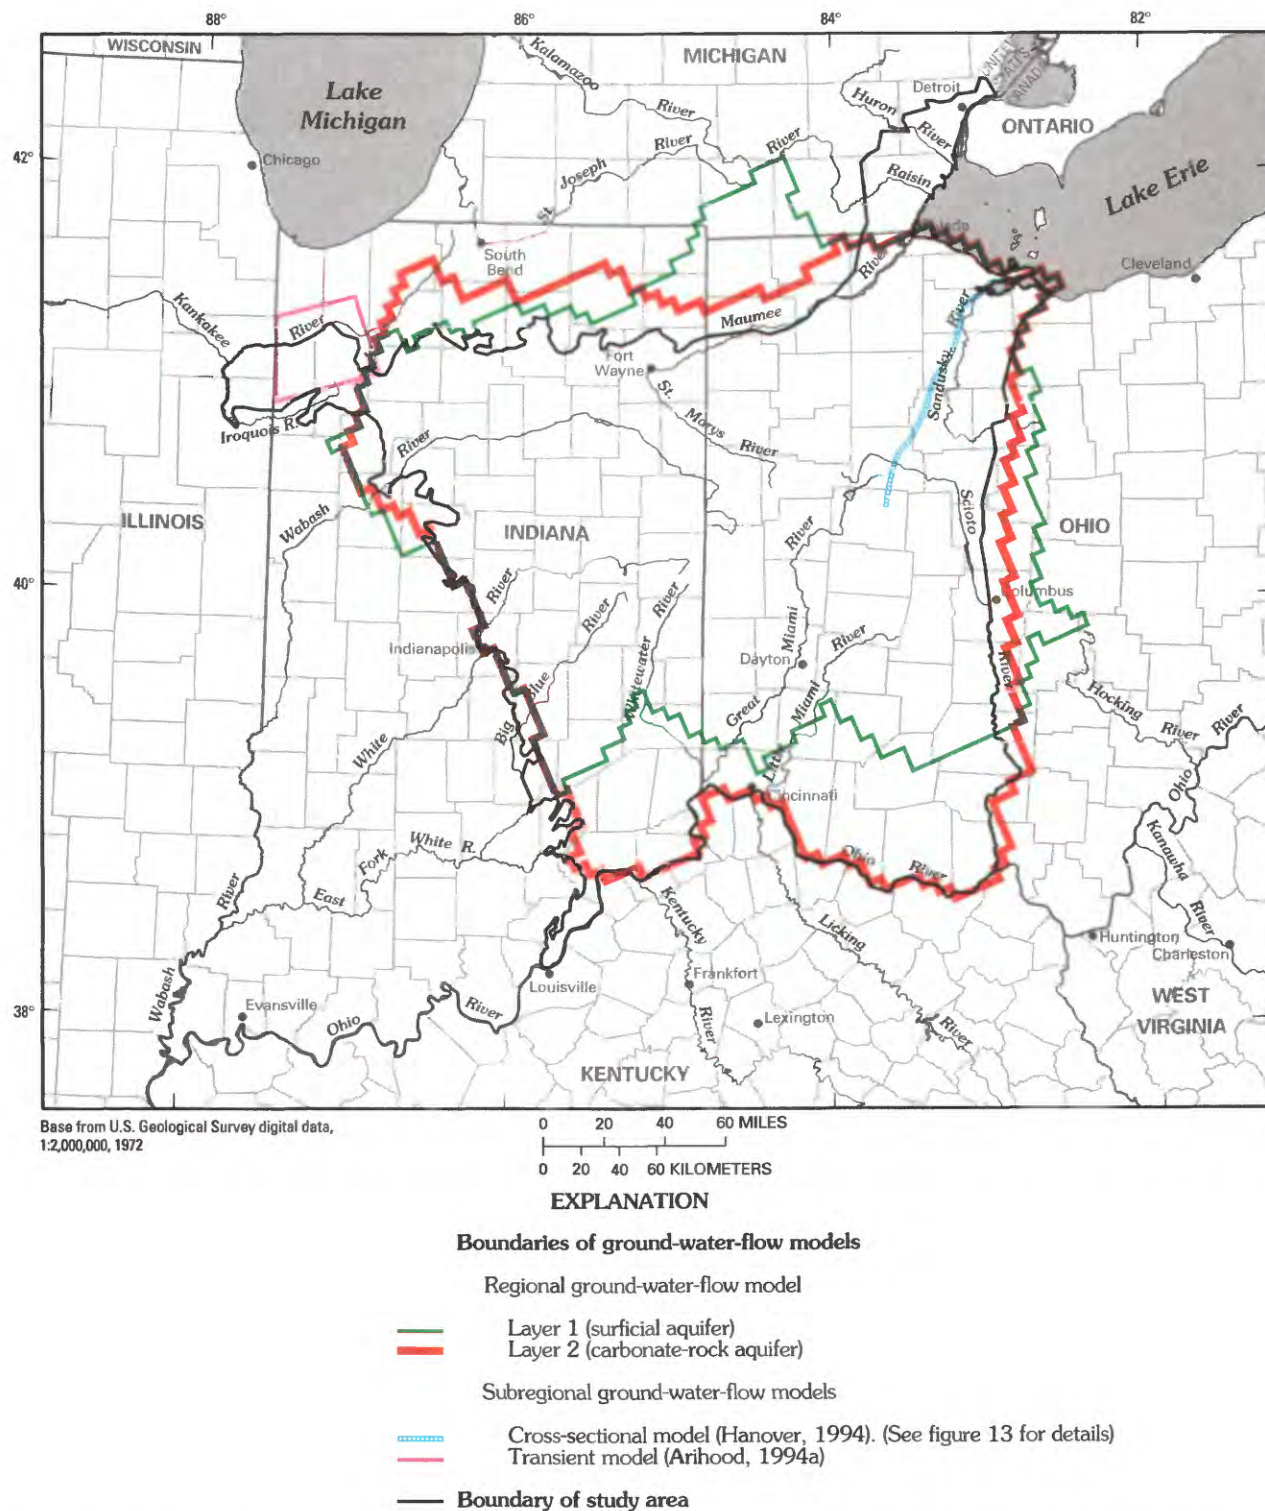 88°
86°
84°
82°
WISCONSIN
MICHIGAN
Kalamazoo
River
Lake
Michigan
Detroit
Huron
River
ONTARIO
42°
Chicago
St.
Joseph
River
River
Raisin
Lake Erie
South
Bend
River
Cleveland
Kankakee
River
Maumee
River
Fort
Wayne
Sandusky
St.
Marys
River
Iroquois R.
River
Scioto
ILLINOIS
Wabash
INDIANA
River
OHIO
40°
River
River
River
Columbus
Indianapolis
Whitewater
Miami
River
Dayton
River
Blue
Big
Great
Miami
Hocking
River
River
White
Little
Cincinnati
Ohio
White R.
Fork
East
River
Ohio
River
Kanawha
River
Kentucky
Licking
Huntington
Charleston
Wabash
Louisville
Frankfort
Evansville
River
River
Lexington
River
WEST
VIRGINIA
38°
Ohio
KENTUCKY
Base from U.S. Geological Survey digital data,
1:2,000,000, 1972
0 20 40 60 MILES
0 20 40 60 KILOMETERS
EXPLANATION
Boundaries of ground-water-flow models
Regional ground-water-flow model
Layer 1 (surficial aquifer)
Layer 2 (carbonate-rock aquifer)
Subregional ground-water-flow models
Cross-sectional model (Hanover, 1994). (See figure 13 for details)
Transient model (Arihood, 1994a)
Boundary of study area